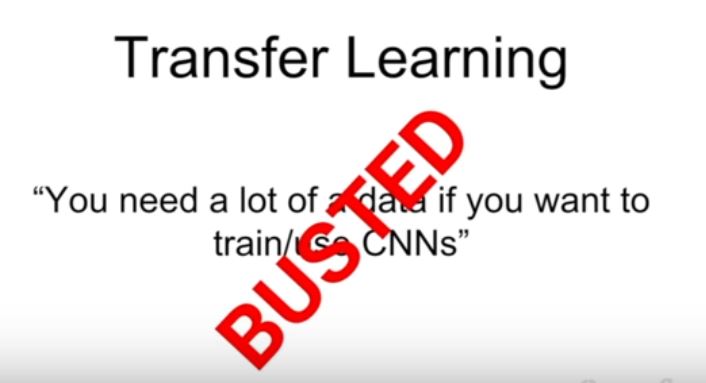 Transfer Learning
“You need a lot of a data if you want to
train/use CNNs”
BUSTED